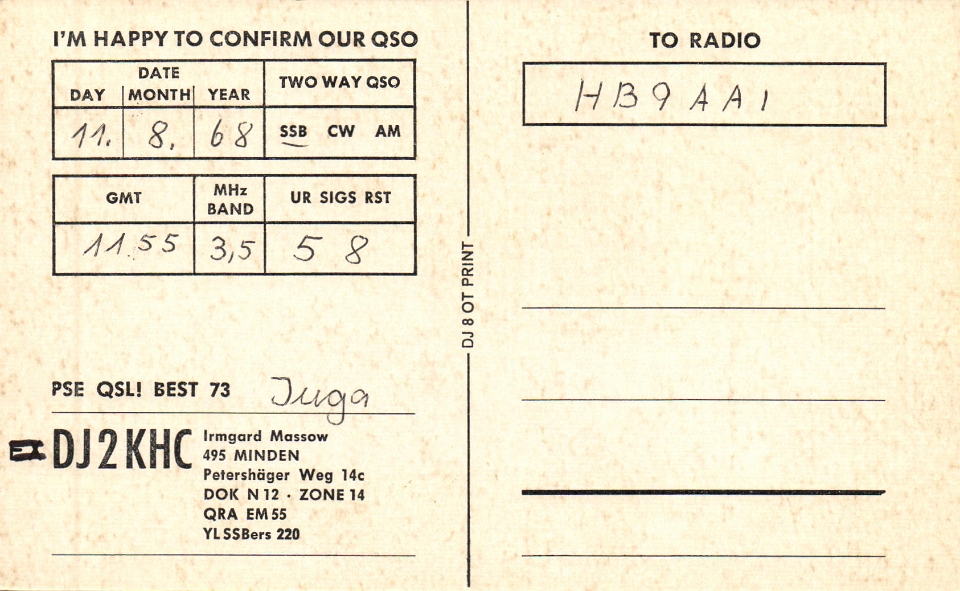 I'M HAPPY TO CONFIRM OUR QSO
DATE
DAY MONTH YEAR
TWO WAY QSO
11. 8. 68
SSB CW AM
GMT MHz BAND UR SIGS RST
11.55 3,5 5 8
PSE QSL! BEST 73 Inga
DJ2KHC
Irmgard Massow
495 MINDEN
Petershäger Weg 14c
DOK N 12 · ZONE 14
QRA EM 55
YL SSBers 220
DJ 8 OT PRINT
TO RADIO
HB9AAI